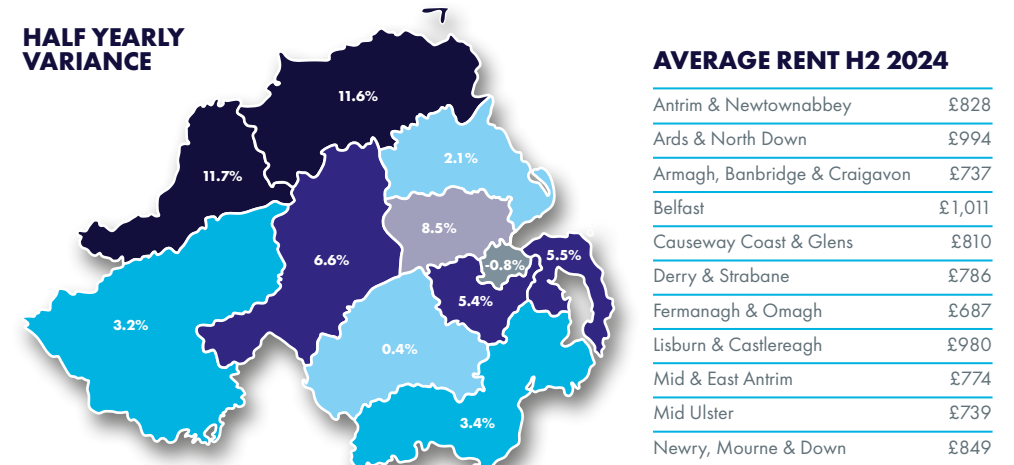 HALF YEARLY
VARIANCE
11.6%
2.1%
11.7%
8.5%
5.5%
6.6%
-0.8%
5.4%
3.2%
0.4%
3.4%
AVERAGE RENT H2 2024
Antrim & Newtownabbey £828
Ards & North Down £994
Armagh, Banbridge & Craigavon £737
Belfast £1,011
Causeway Coast & Glens £810
Derry & Strabane £786
Fermanagh & Omagh £687
Lisburn & Castlereagh £980
Mid & East Antrim £774
Mid Ulster £739
Newry, Mourne & Down £849